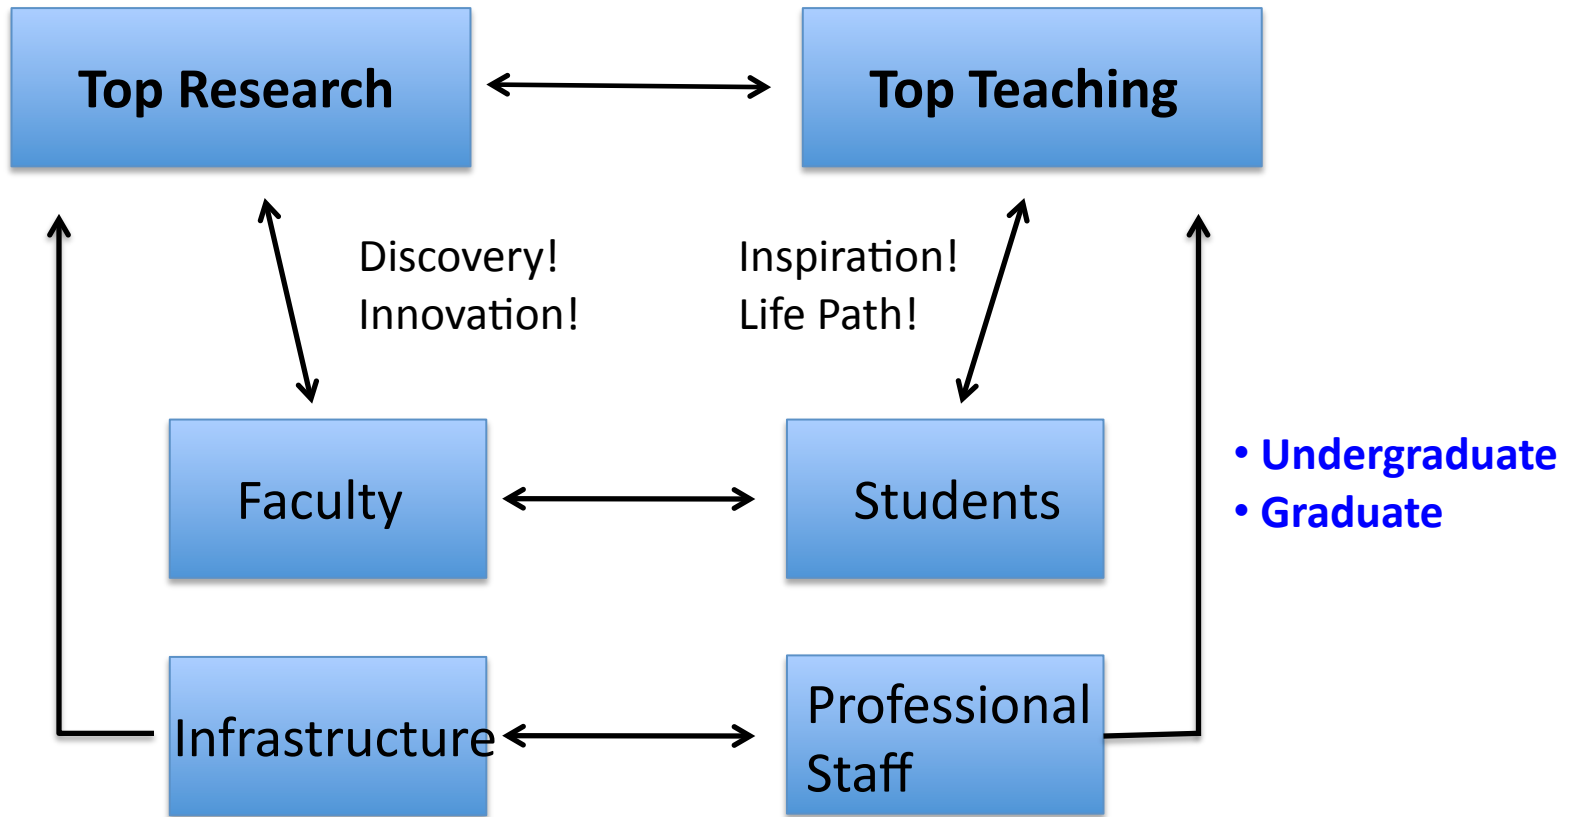 Top Research
Top Teaching
Discovery!
Innovation!
Inspiration!
Life Path!
Faculty
Students
• Undergraduate
• Graduate
Infrastructure
Professional
Staff